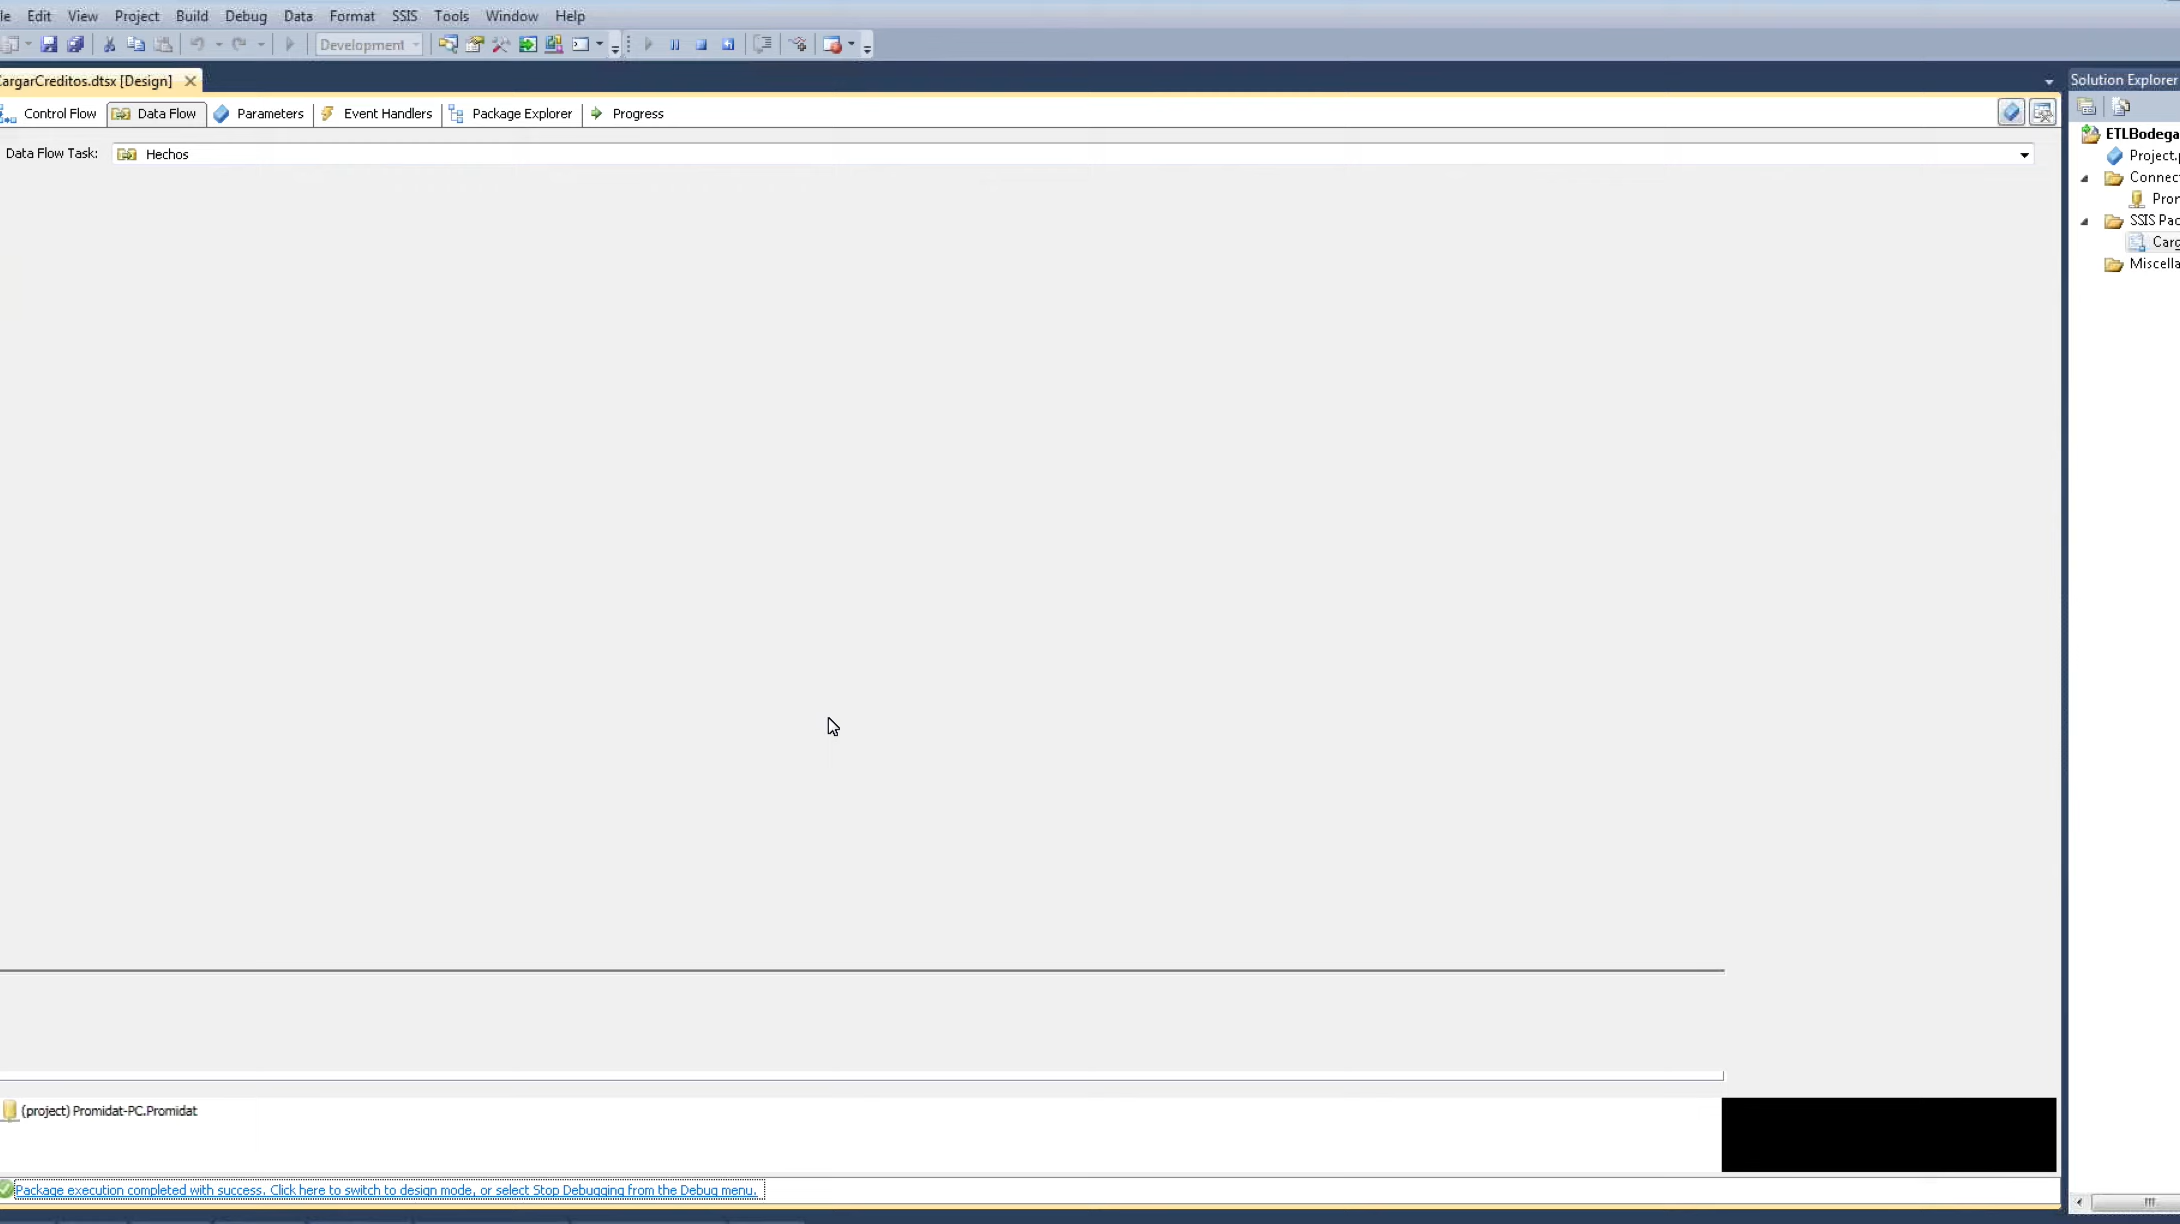 Edit View Project Build Debug Data Format SSIS Tools Window Help
Development
CargarCreditos.dtsx [Design]
Solution Explorer
Control Flow Data Flow Parameters Event Handlers Package Explorer Progress
Data Flow Task: Hechos
ETLBodega
Project.
Connec
Pror
SSIS Pac
Carg
Miscella
(project) Promidat-PC.Promidat
Package execution completed with success. Click here to switch to design mode, or select Stop Debugging from the Debug menu.